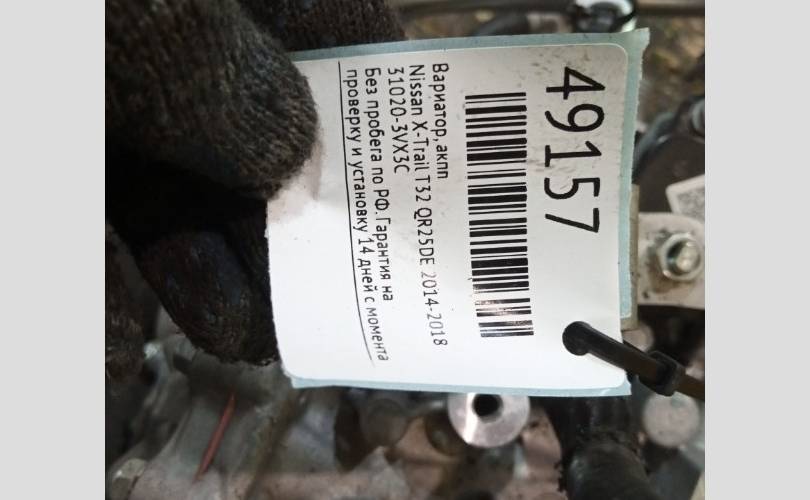 49157
Вариатор, акпп
Nissan X-Trail T32 QR25DE 2014-2018
31020-3VX3C
Без пробега по РФ.Гарантия на
проверку и установку 14 дней с момента